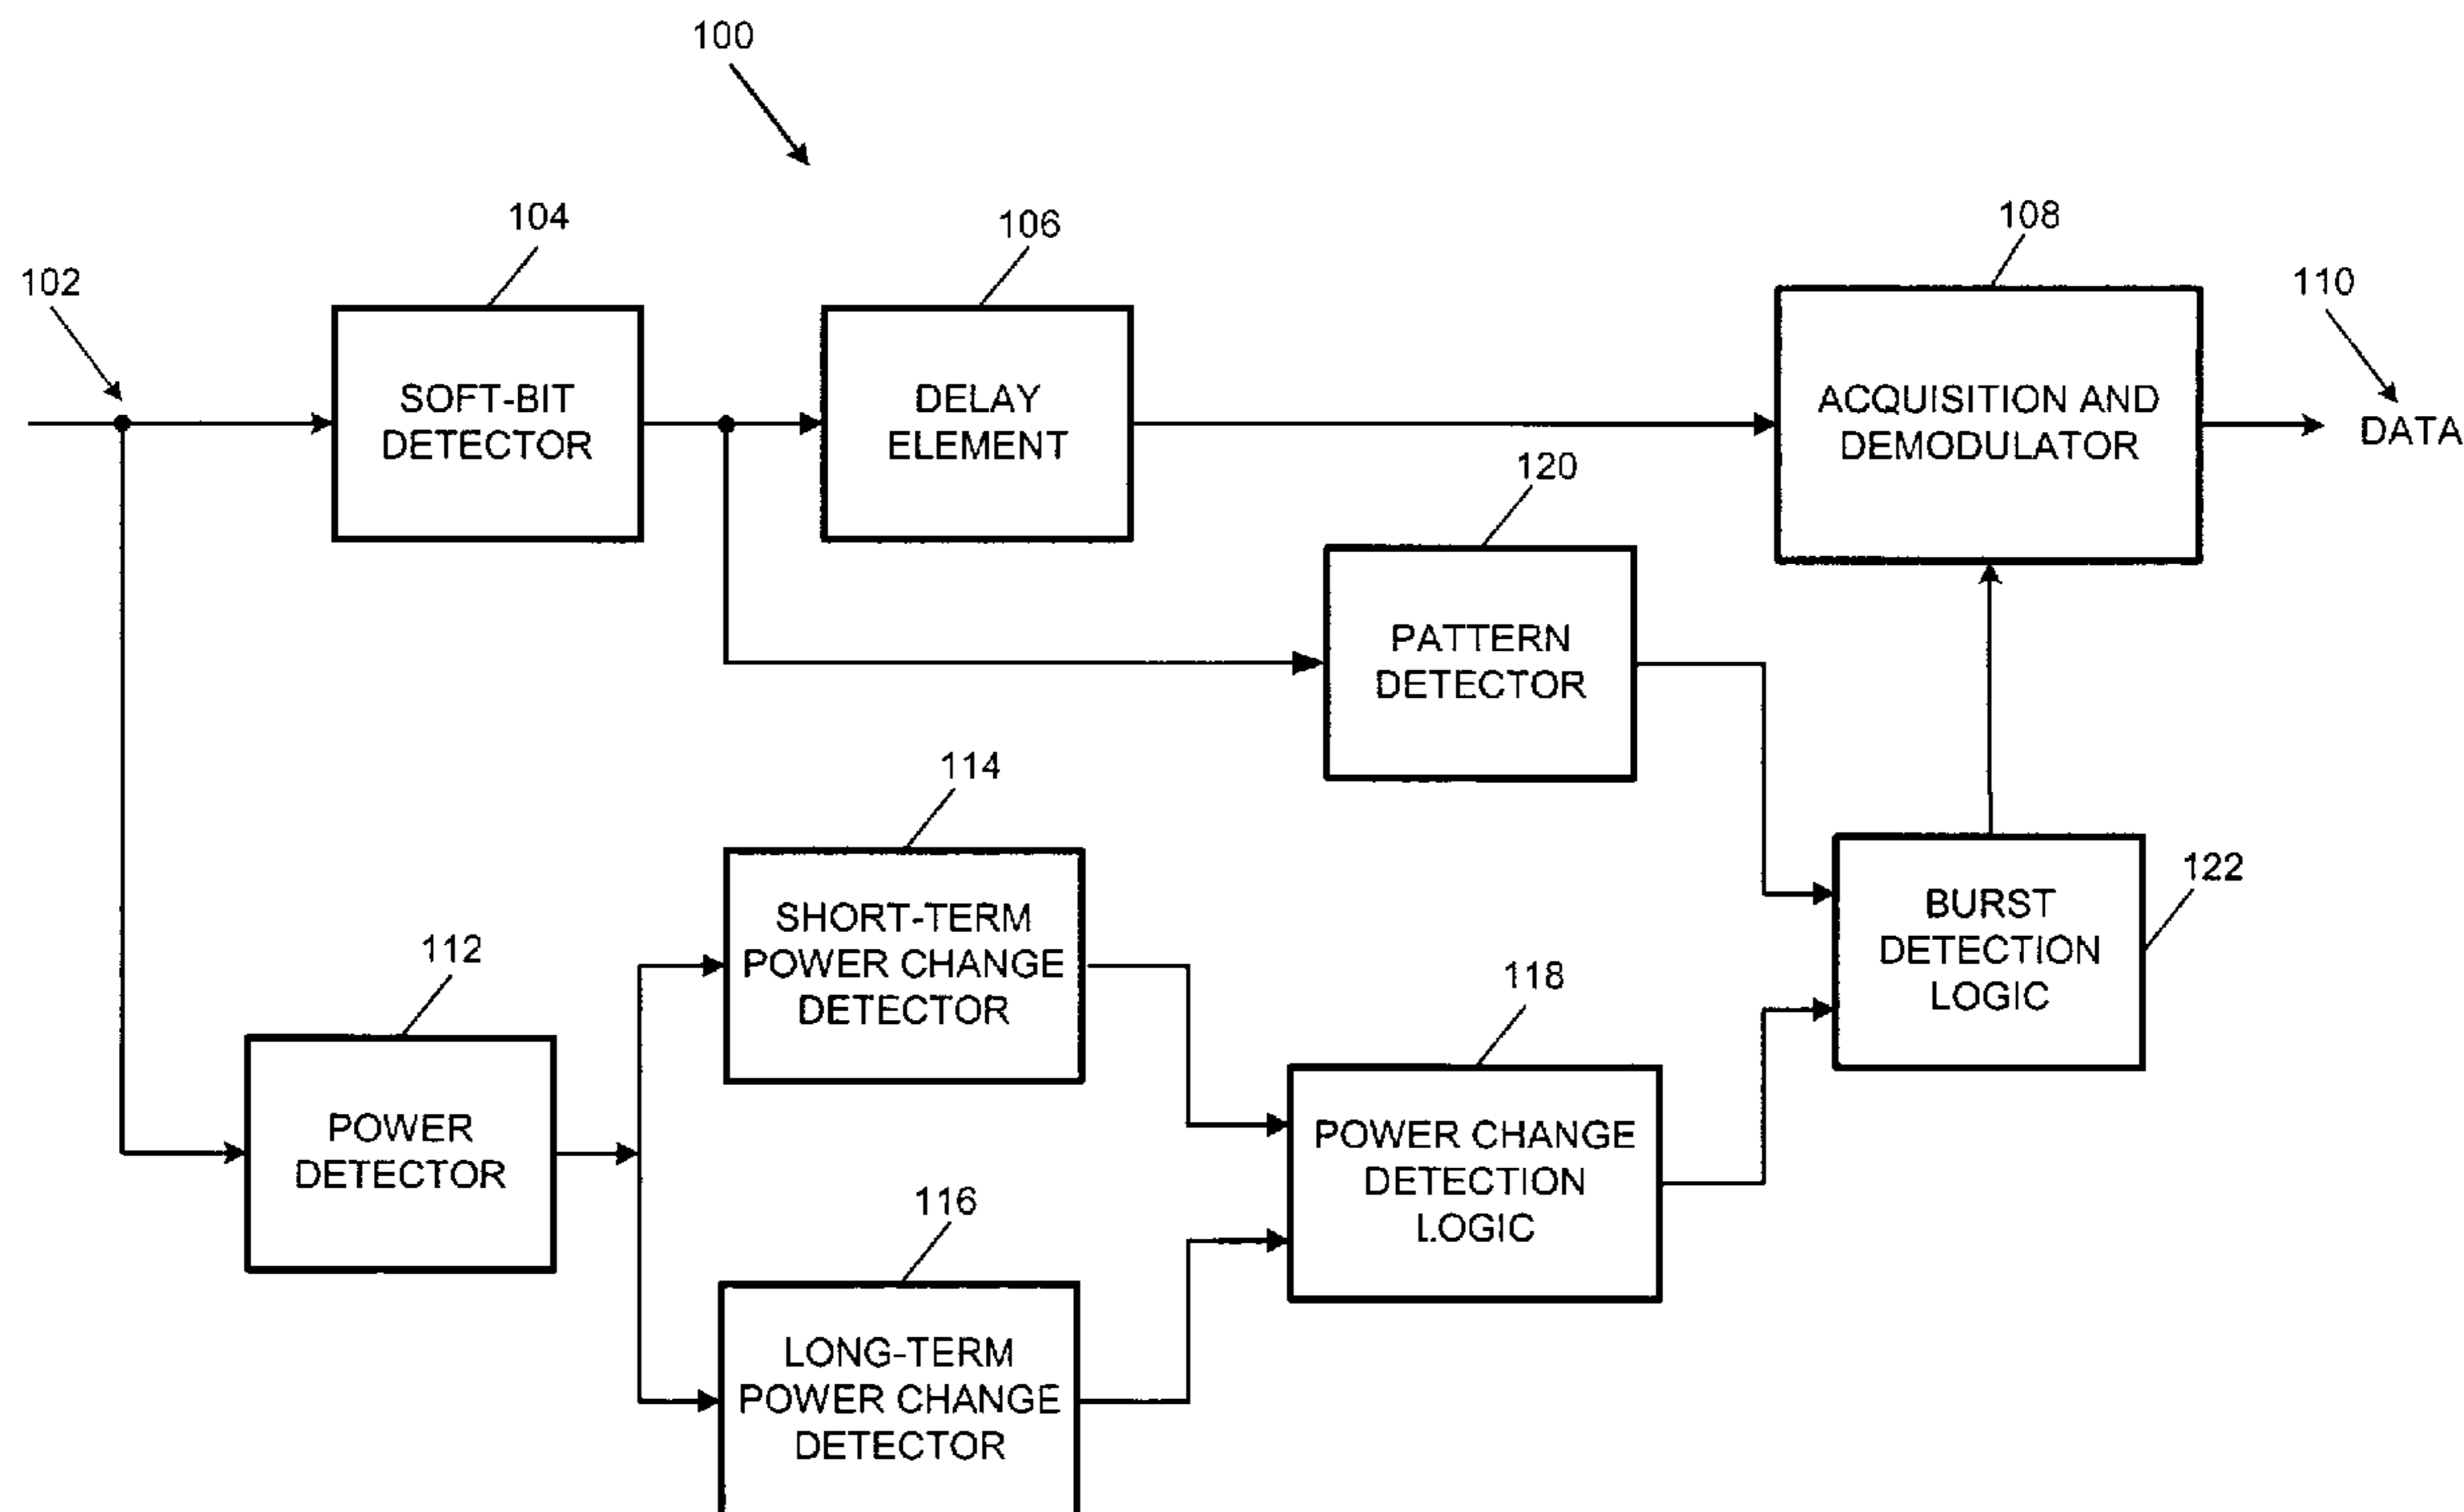 100
104
106
108
102
110
SOFT-BIT
DETECTOR
DELAY
ELEMENT
ACQUISITION AND
DEMODULATOR
DATA
120
PATTERN
DETECTOR
114
SHORT-TERM
POWER CHANGE
DETECTOR
122
BURST
DETECTION
LOGIC
112
POWER
DETECTOR
118
POWER CHANGE
DETECTION
LOGIC
116
LONG-TERM
POWER CHANGE
DETECTOR